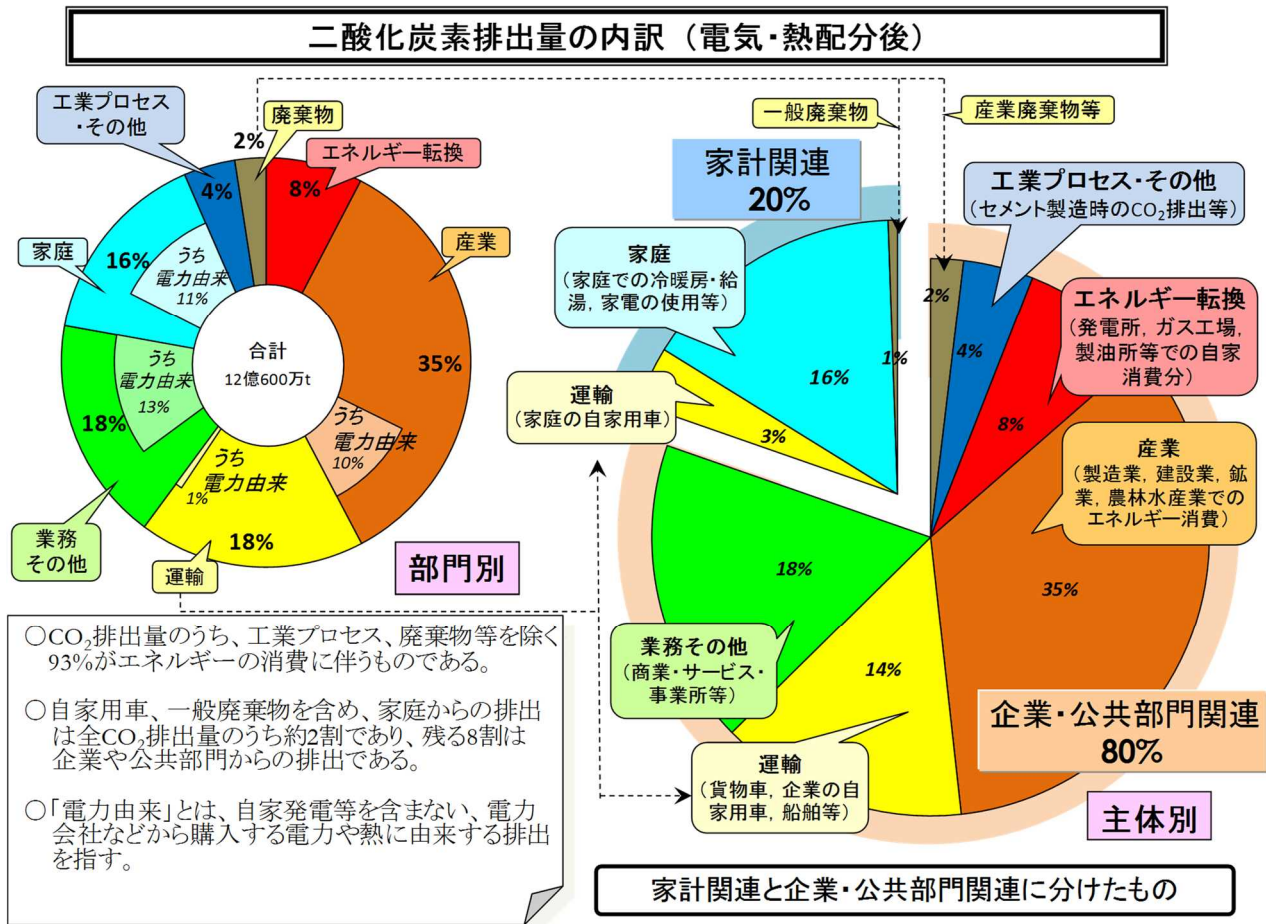 二酸化炭素排出量の内訳（電気・熱配分後）
工業プロセス
・その他
廃棄物
2%
エネルギー転換
4%
8%
家庭
16%
うち
電力由来
11%
産業
35%
合計
12億600万t
うち
電力由来
13%
18%
うち
電力由来
10%
うち
電力由来
1%
18%
業務
その他
運輸
部門別
一般廃棄物
産業廃棄物等
家計関連
20%
工業プロセス・その他
（セメント製造時のCO₂排出等）
家庭
（家庭での冷暖房・給
湯, 家電の使用等）
エネルギー転換
（発電所, ガス工場,
製油所等での自家
消費分）
2%
4%
1%
16%
8%
運輸
（家庭の自家用車）
3%
産業
（製造業, 建設業, 鉱
業, 農林水産業での
エネルギー消費）
18%
35%
業務その他
（商業・サービス・
事業所等）
14%
企業・公共部門関連
80%
運輸
（貨物車, 企業の自
家用車, 船舶等）
主体別
○CO₂排出量のうち、工業プロセス、廃棄物等を除く
93%がエネルギーの消費に伴うものである。
○自家用車、一般廃棄物を含め、家庭からの排出
は全CO₂排出量のうち約2割であり、残る8割は
企業や公共部門からの排出である。
○「電力由来」とは、自家発電等を含まない、電力
会社などから購入する電力や熱に由来する排出
を指す。
家計関連と企業・公共部門関連に分けたもの